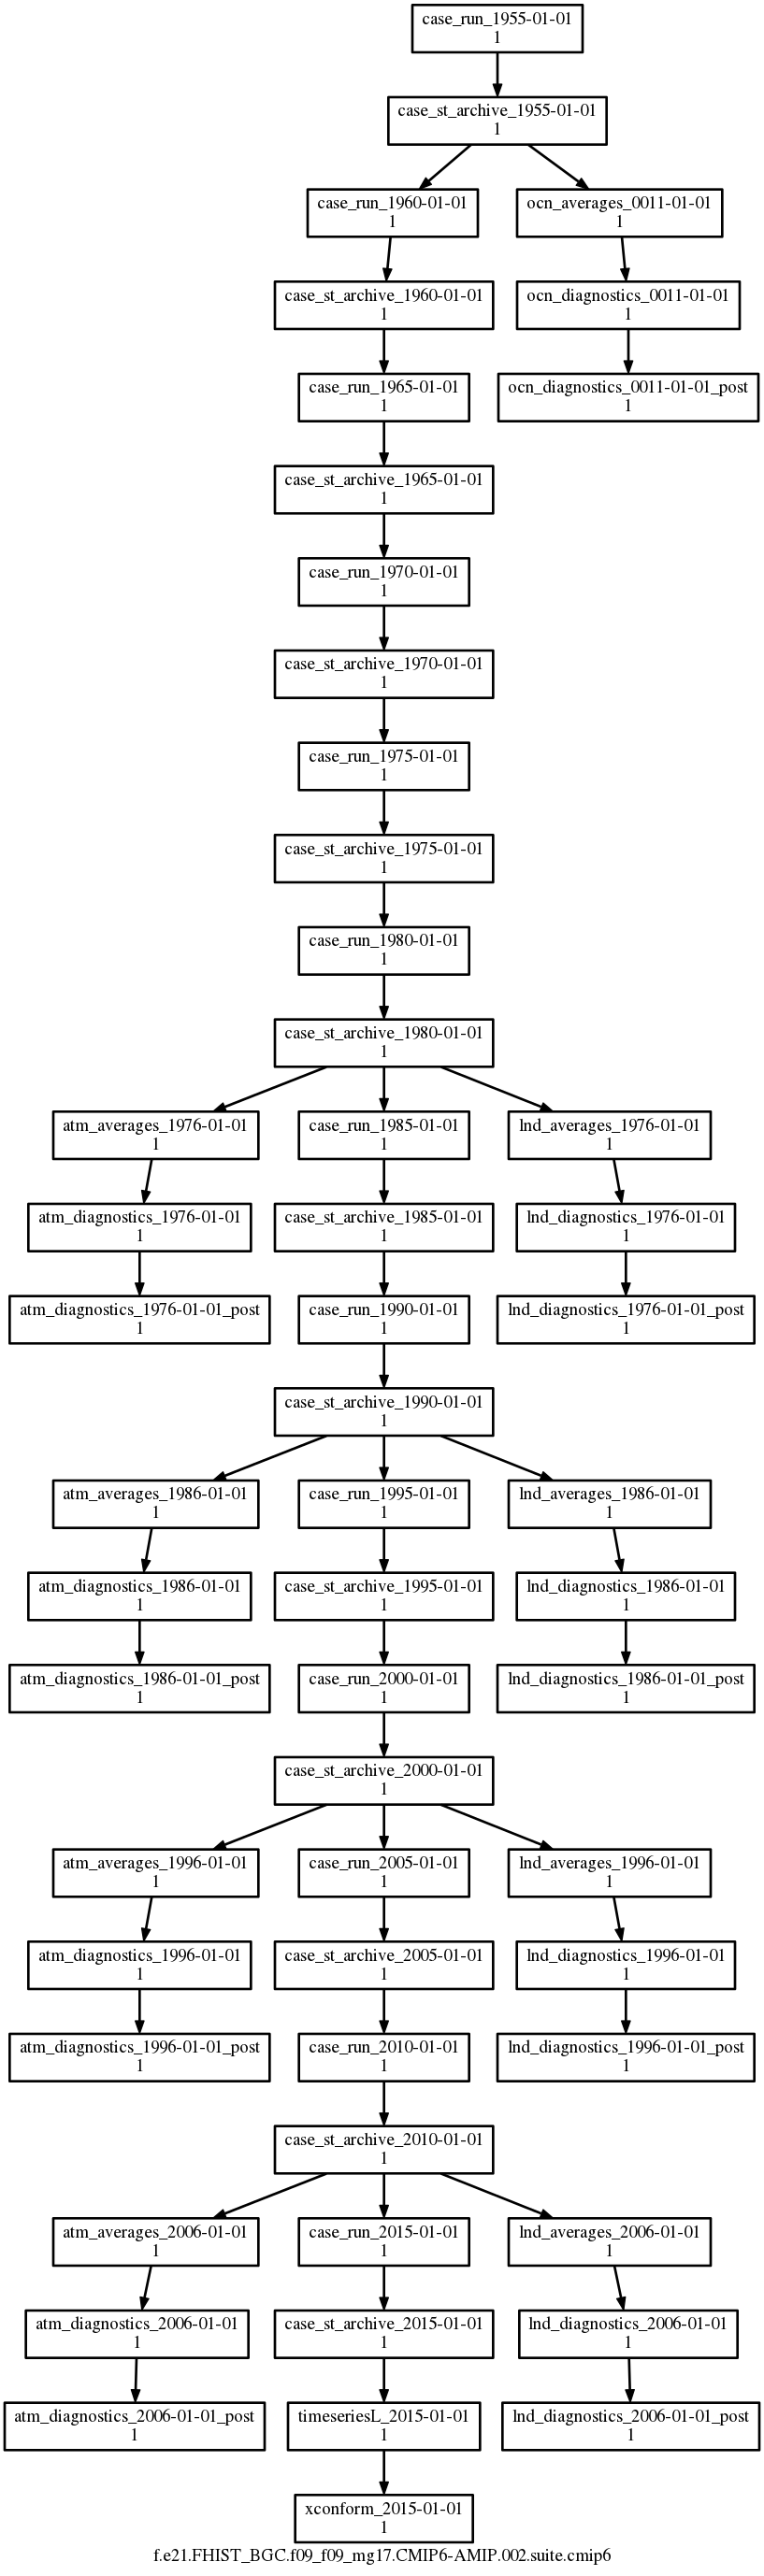 case_run_1955-01-01
1
case_st_archive_1955-01-01
1
case_run_1960-01-01
1
ocn_averages_0011-01-01
1
case_st_archive_1960-01-01
1
ocn_diagnostics_0011-01-01
1
case_run_1965-01-01
1
ocn_diagnostics_0011-01-01_post
1
case_st_archive_1965-01-01
1
case_run_1970-01-01
1
case_st_archive_1970-01-01
1
case_run_1975-01-01
1
case_st_archive_1975-01-01
1
case_run_1980-01-01
1
case_st_archive_1980-01-01
1
atm_averages_1976-01-01
1
case_run_1985-01-01
1
lnd_averages_1976-01-01
1
atm_diagnostics_1976-01-01
1
case_st_archive_1985-01-01
1
lnd_diagnostics_1976-01-01
1
atm_diagnostics_1976-01-01_post
1
case_run_1990-01-01
1
lnd_diagnostics_1976-01-01_post
1
case_st_archive_1990-01-01
1
atm_averages_1986-01-01
1
case_run_1995-01-01
1
lnd_averages_1986-01-01
1
atm_diagnostics_1986-01-01
1
case_st_archive_1995-01-01
1
lnd_diagnostics_1986-01-01
1
atm_diagnostics_1986-01-01_post
1
case_run_2000-01-01
1
lnd_diagnostics_1986-01-01_post
1
case_st_archive_2000-01-01
1
atm_averages_1996-01-01
1
case_run_2005-01-01
1
lnd_averages_1996-01-01
1
atm_diagnostics_1996-01-01
1
case_st_archive_2005-01-01
1
lnd_diagnostics_1996-01-01
1
atm_diagnostics_1996-01-01_post
1
case_run_2010-01-01
1
lnd_diagnostics_1996-01-01_post
1
case_st_archive_2010-01-01
1
atm_averages_2006-01-01
1
case_run_2015-01-01
1
lnd_averages_2006-01-01
1
atm_diagnostics_2006-01-01
1
case_st_archive_2015-01-01
1
lnd_diagnostics_2006-01-01
1
atm_diagnostics_2006-01-01_post
1
timeseriesL_2015-01-01
1
lnd_diagnostics_2006-01-01_post
1
xconform_2015-01-01
1
f.e21.FHIST_BGC.f09_f09_mg17.CMIP6-AMIP.002.suite.cmip6